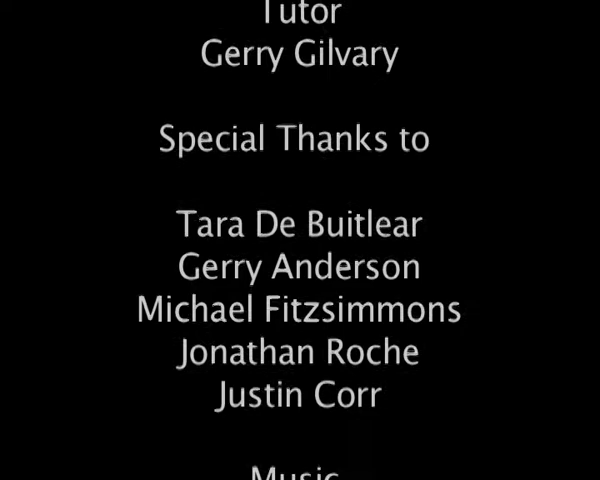 Tutor
Gerry Gilvary
Special Thanks to
Tara De Buitlear
Gerry Anderson
Michael Fitzsimmons
Jonathan Roche
Justin Corr
Music